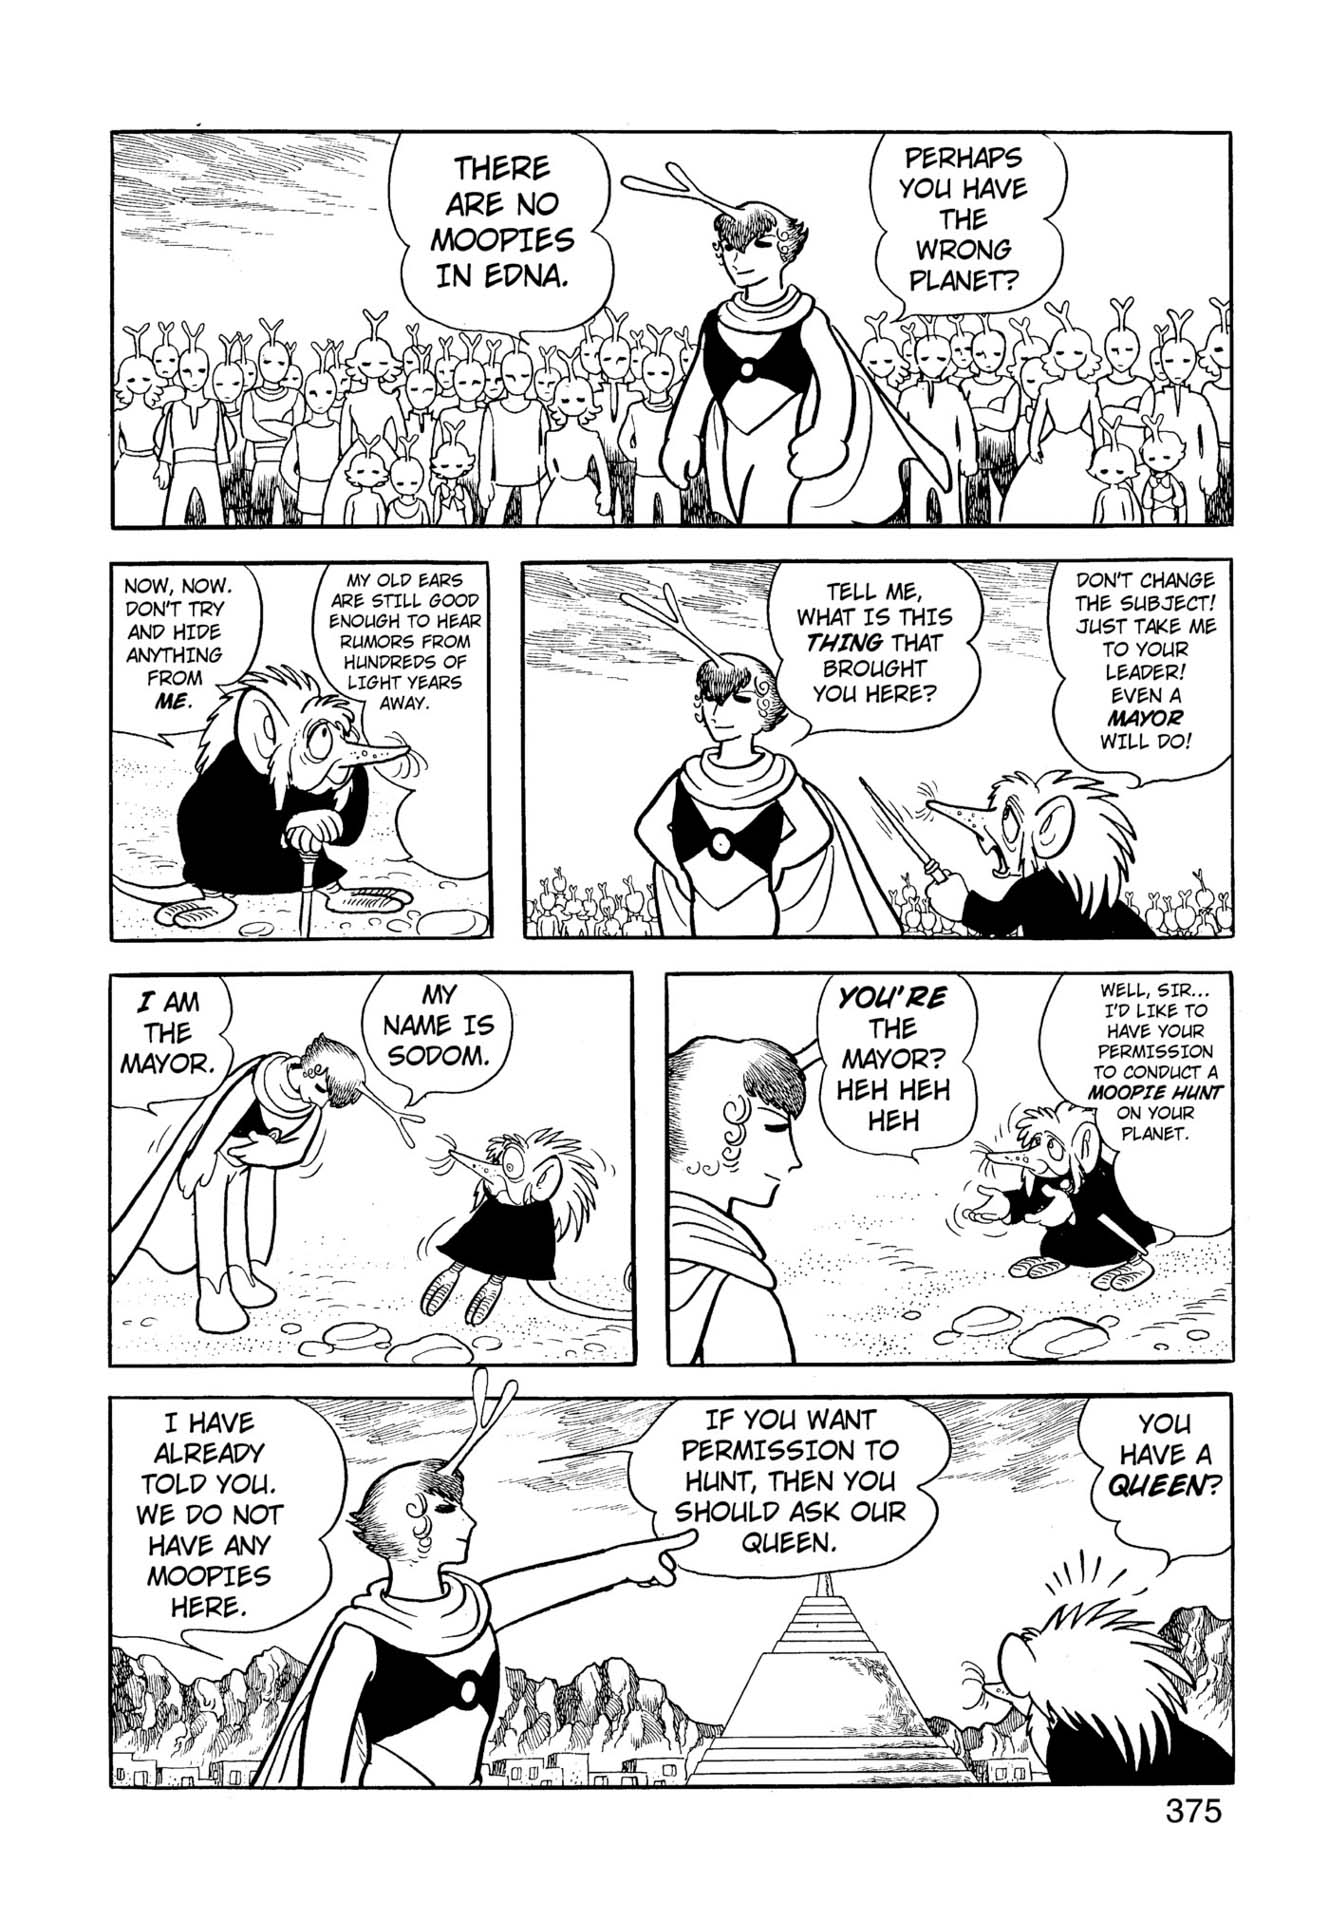 THERE
ARE NO
MOOPIES
IN EDNA.
PERHAPS
YOU HAVE
THE
WRONG
PLANET?
NOW, NOW.
DON'T TRY
AND HIDE
ANYTHING
FROM
ME.
MY OLD EARS
ARE STILL GOOD
ENOUGH TO HEAR
RUMORS FROM
HUNDREDS OF
LIGHT YEARS
AWAY.
TELL ME,
WHAT IS THIS
THING THAT
BROUGHT
YOU HERE?
DON'T CHANGE
THE SUBJECT!
JUST TAKE ME
TO YOUR
LEADER!
EVEN A
MAYOR
WILL DO!
I AM
THE
MAYOR.
MY
NAME IS
SODOM.
YOU'RE
THE
MAYOR?
HEH HEH
HEH
WELL, SIR...
I'D LIKE TO
HAVE YOUR
PERMISSION
TO CONDUCT A
MOOPIE HUNT
ON YOUR
PLANET.
I HAVE
ALREADY
TOLD YOU.
WE DO NOT
HAVE ANY
MOOPIES
HERE.
IF YOU WANT
PERMISSION TO
HUNT, THEN YOU
SHOULD ASK OUR
QUEEN.
YOU
HAVE A
QUEEN?
375